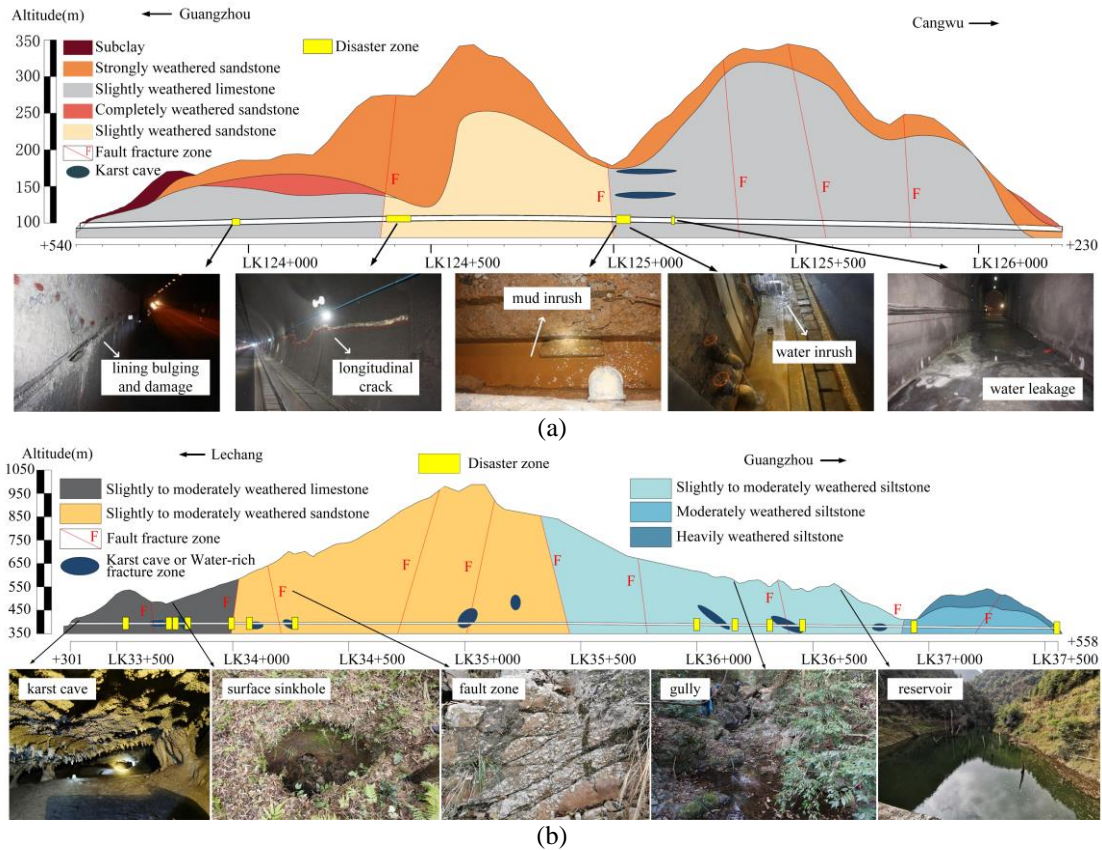 Altitude(m)
Guangzhou
Cangwu
350
300
250
200
150
100
Subclay
Strongly weathered sandstone
Slightly weathered limestone
Completely weathered sandstone
Slightly weathered sandstone
F Fault fracture zone
Karst cave
Disaster zone
F
F
F
F
F
+540
LK124+000
LK124+500
LK125+000
LK125+500
LK126+000
+230
lining bulging
and damage
longitudinal
crack
mud inrush
water inrush
water leakage
(a)
Altitude(m)
Lechang
Guangzhou
1050
950
850
750
650
550
450
350
Slightly to moderately weathered limestone
Slightly to moderately weathered sandstone
F Fault fracture zone
Karst cave or Water-rich
fracture zone
Disaster zone
Slightly to moderately weathered siltstone
Moderately weathered siltstone
Heavily weathered siltstone
F
F
F
F
F
F
F
F
F
F
+301
LK33+500
LK34+000
LK34+500
LK35+000
LK35+500
LK36+000
LK36+500
LK37+000
LK37+500
+558
karst cave
surface sinkhole
fault zone
gully
reservoir
(b)